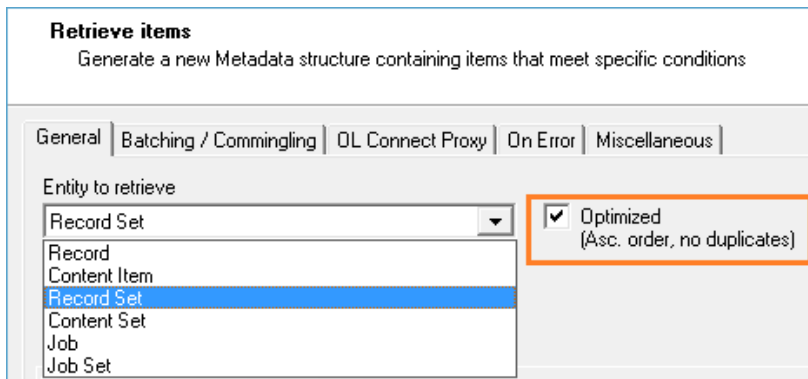 Retrieve items
Generate a new Metadata structure containing items that meet specific conditions
General Batching / Commingling OL Connect Proxy On Error Miscellaneous
Entity to retrieve
Record Set
Optimized
(Asc. order, no duplicates)
Record
Content Item
Record Set
Content Set
Job
Job Set